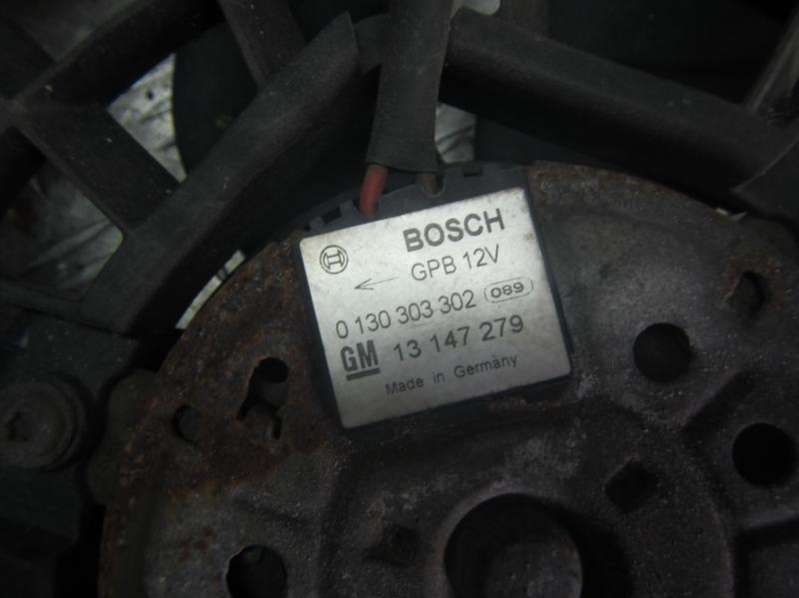 BOSCH
GPB 12V
0 130 303 302 089
GM 13 147 279
Made in Germany